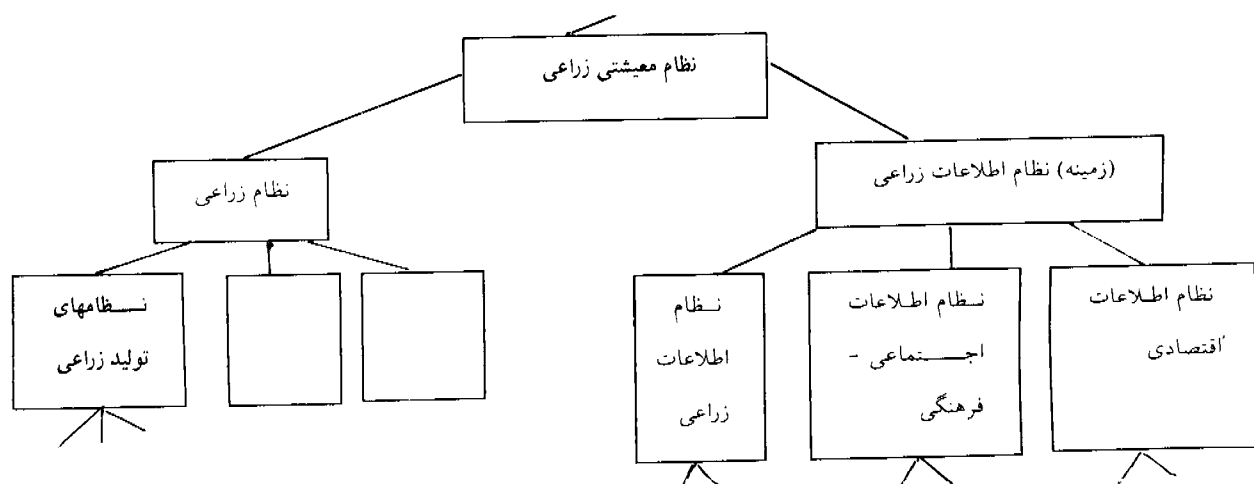 نظام معیشتی زراعی
(زمینه) نظام اطلاعات زراعی
نظام زراعی
نظام اطلاعات
اقتصادی
نظام اطلاعات
اجتماعی -
فرهنگی
نظام
اطلاعات
زراعی
نظامهای
تولید زراعی